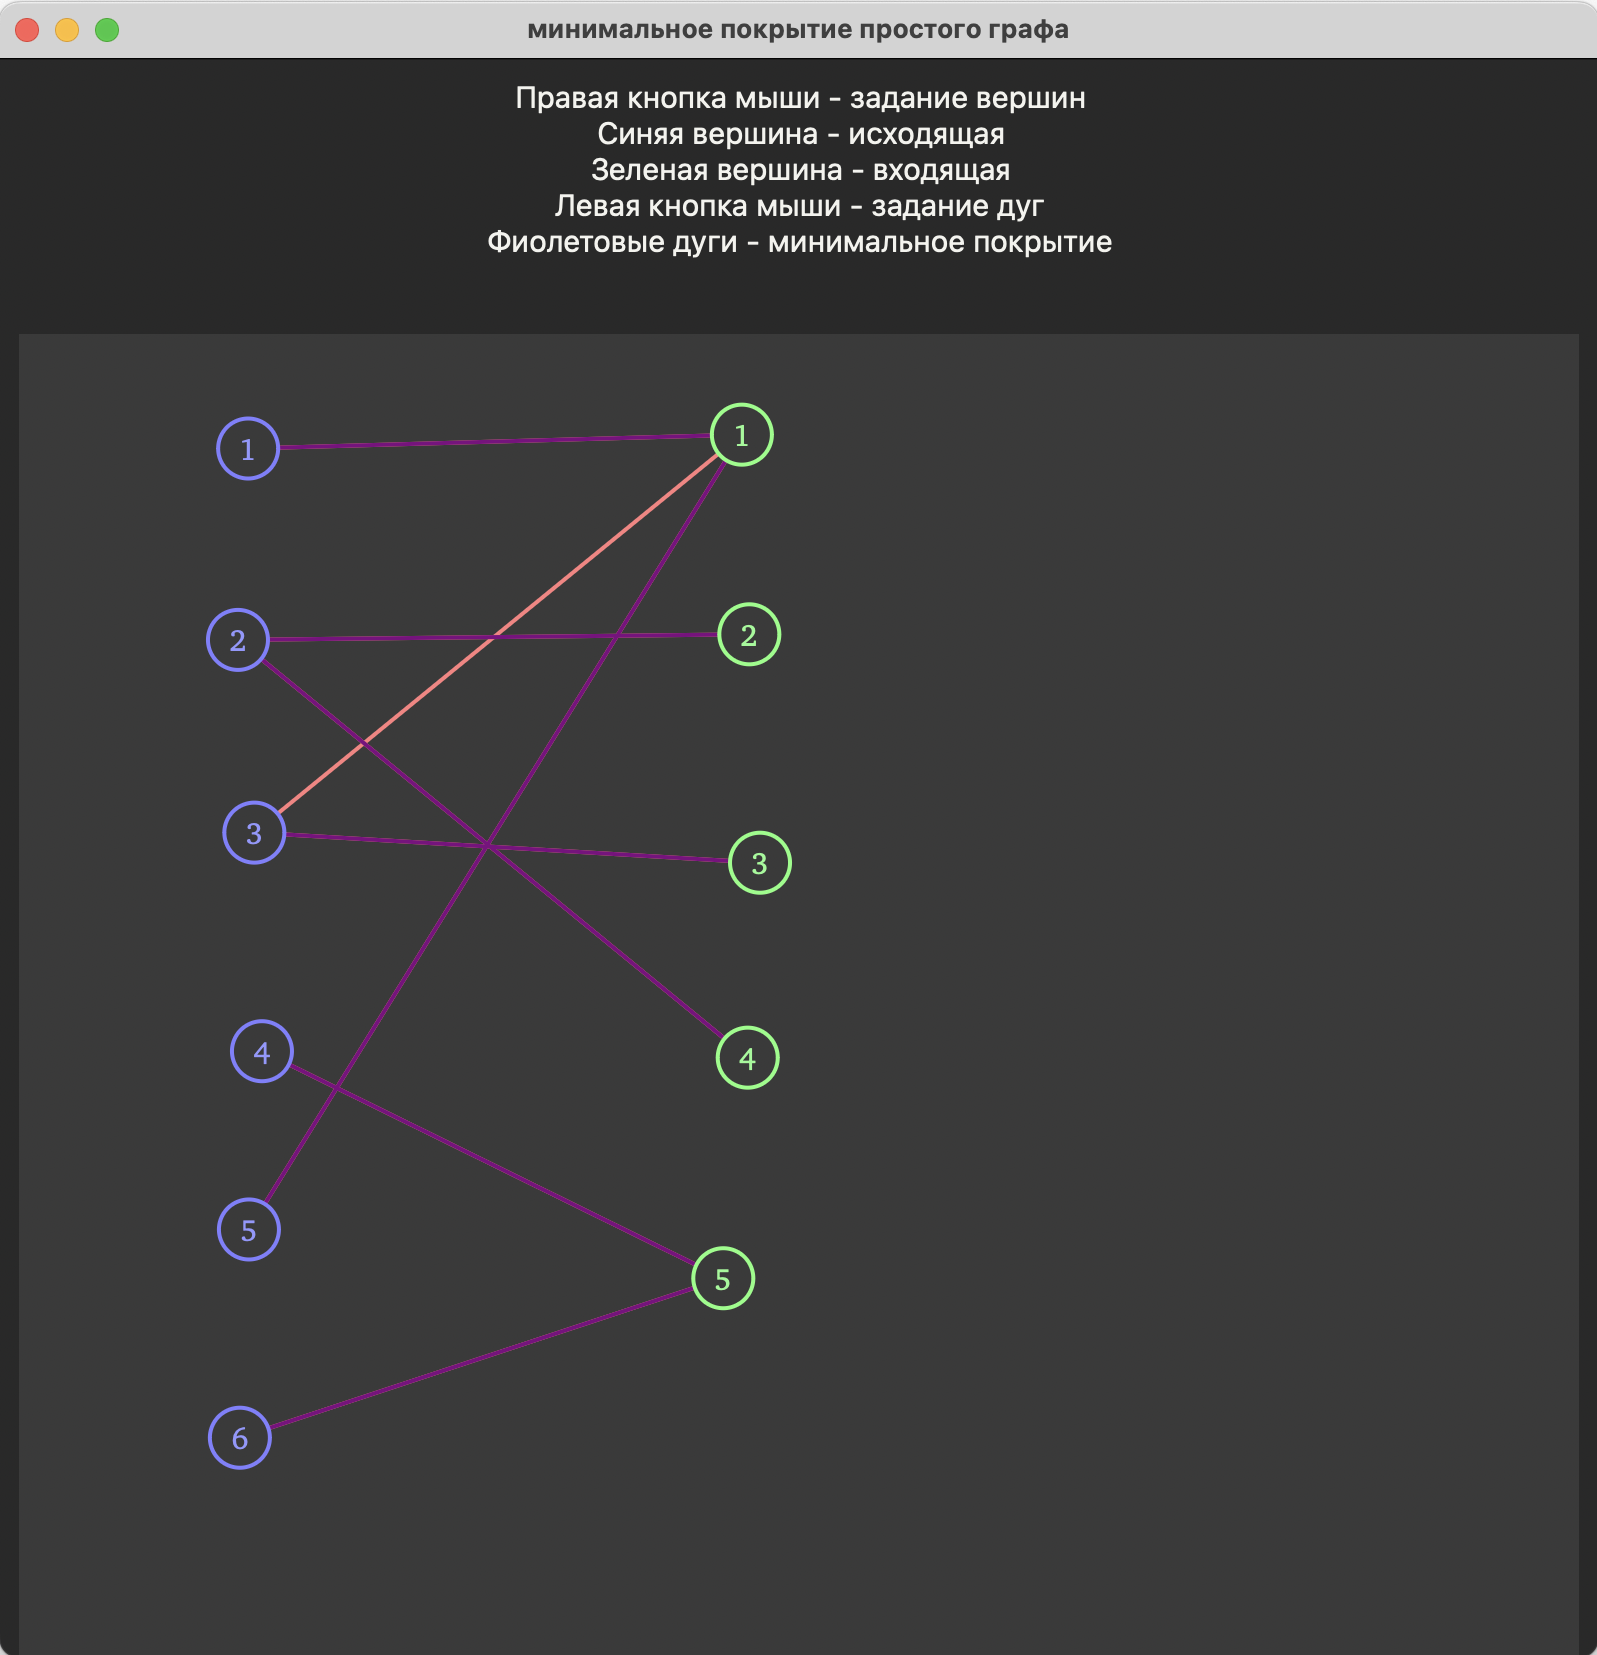 минимальное покрытие простого графа
Правая кнопка мыши - задание вершин
Синяя вершина - исходящая
Зеленая вершина - входящая
Левая кнопка мыши - задание дуг
Фиолетовые дуги - минимальное покрытие
1 1
2 2
3 3
4 4
5 5
6